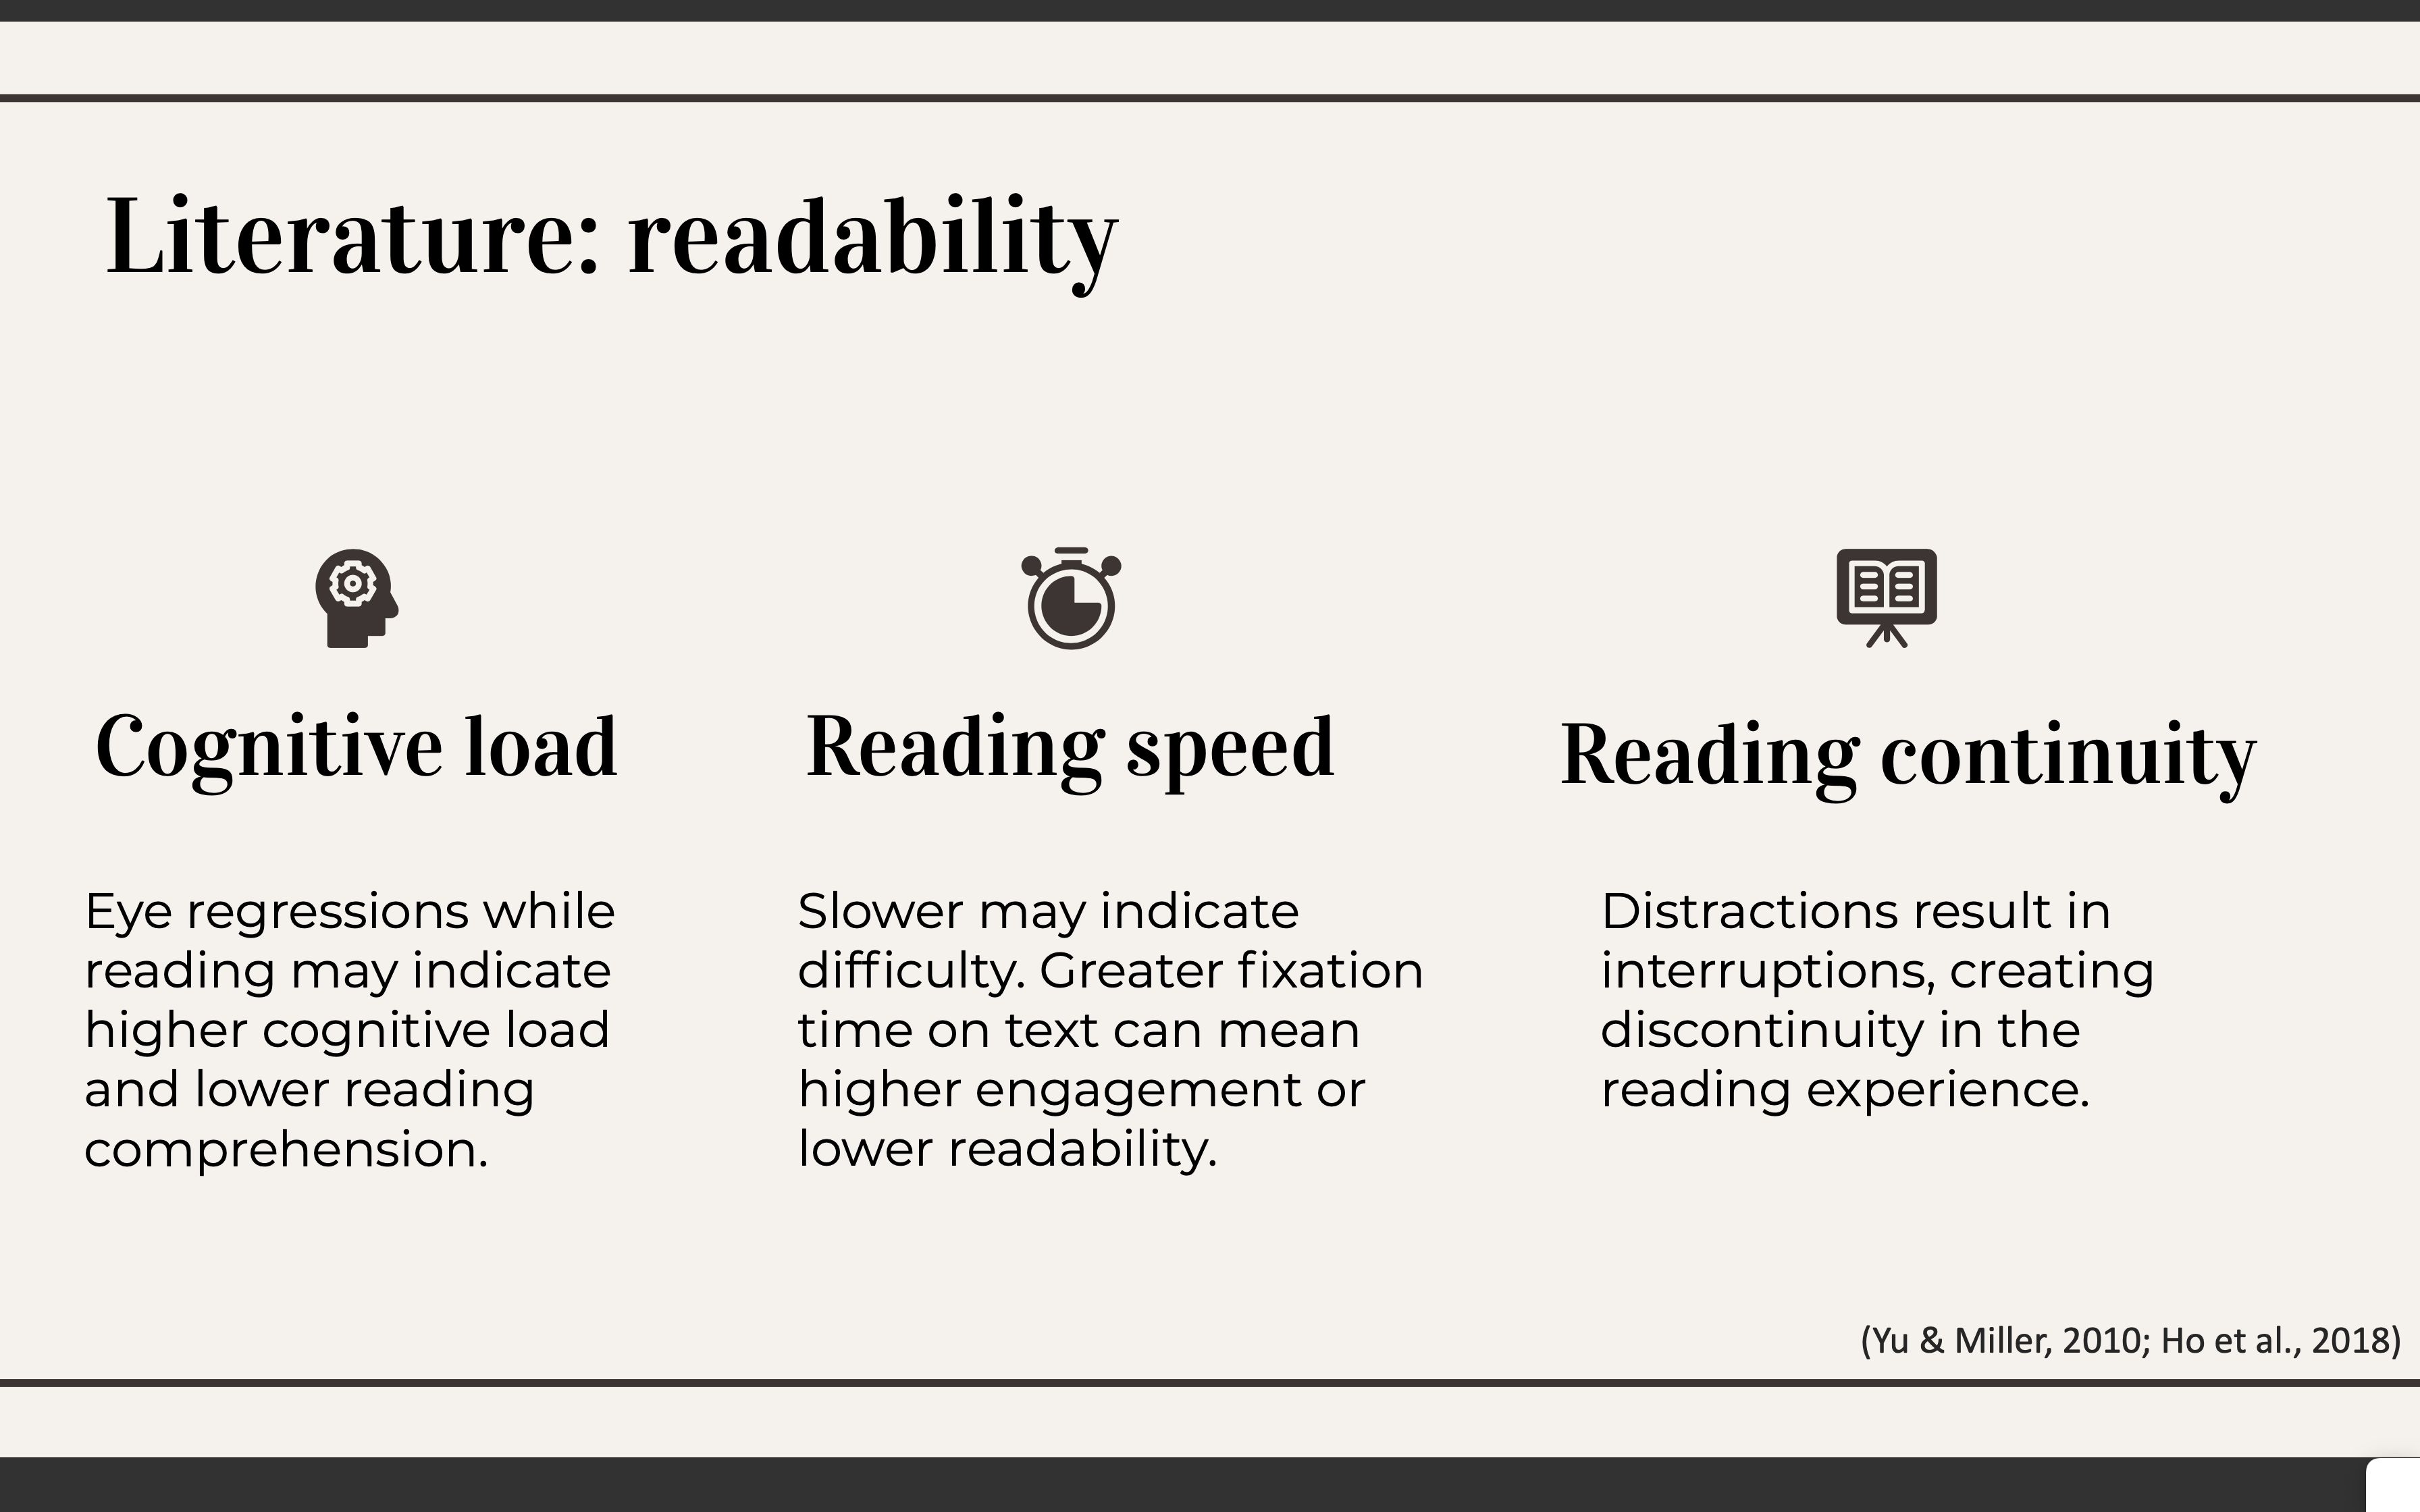 Literature: readability
Cognitive load
Eye regressions while
reading may indicate
higher cognitive load
and lower reading
comprehension.
Reading speed
Slower may indicate
difficulty. Greater fixation
time on text can mean
higher engagement or
lower readability.
Reading continuity
Distractions result in
interruptions, creating
discontinuity in the
reading experience.
(Yu & Miller, 2010; Ho et al., 2018)